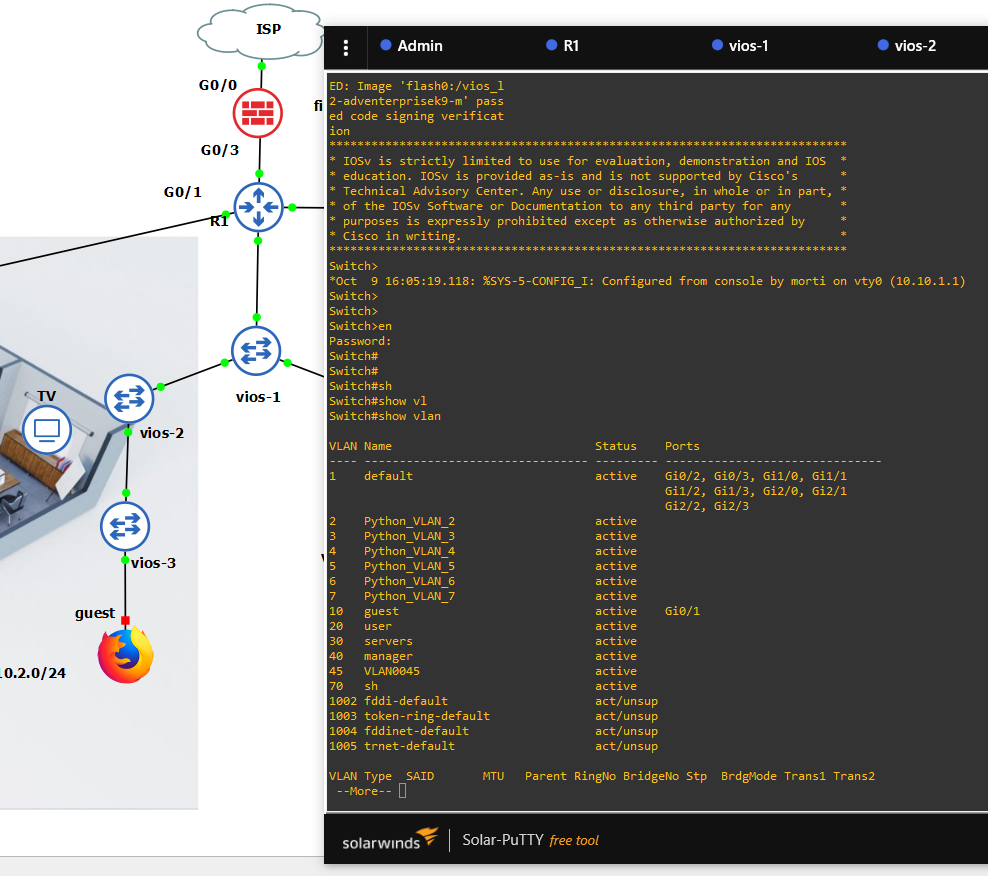 ISP
G0/0
G0/3
G0/1
R1
vios-1
TV
vios-2
vios-3
guest
10.2.0/24
fi
Admin
R1
vios-1
vios-2
ED: Image 'flash0:/vios_l
2-adventerprisek9-m' pass
ed code signing verificat
ion
**************************************************************************
* IOSv is strictly limited to use for evaluation, demonstration and IOS  *
* education. IOSv is provided as-is and is not supported by Cisco's      *
* Technical Advisory Center. Any use or disclosure, in whole or in part, *
* of the IOSv Software or Documentation to any third party for any       *
* purposes is expressly prohibited except as otherwise authorized by     *
* Cisco in writing.                                                      *
**************************************************************************
Switch>
*Oct  9 16:05:19.118: %SYS-5-CONFIG_I: Configured from console by morti on vty0 (10.10.1.1)
Switch>
Switch>
Switch>en
Password:
Switch#
Switch#
Switch#sh
Switch#show vl
Switch#show vlan
VLAN Name                             Status    Ports
---- -------------------------------- --------- -------------------------------
1    default                          active    Gi0/2, Gi0/3, Gi1/0, Gi1/1
                                                Gi1/2, Gi1/3, Gi2/0, Gi2/1
                                                Gi2/2, Gi2/3
2    Python_VLAN_2                    active
3    Python_VLAN_3                    active
4    Python_VLAN_4                    active
5    Python_VLAN_5                    active
6    Python_VLAN_6                    active
7    Python_VLAN_7                    active
10   guest                            active    Gi0/1
20   user                             active
30   servers                          active
40   manager                          active
45   VLAN0045                         active
70   sh                               active
1002 fddi-default                     act/unsup
1003 token-ring-default               act/unsup
1004 fddinet-default                  act/unsup
1005 trnet-default                    act/unsup
VLAN Type  SAID       MTU   Parent RingNo BridgeNo Stp  BrdgMode Trans1 Trans2
 --More--
solarwinds
Solar-PuTTY free tool